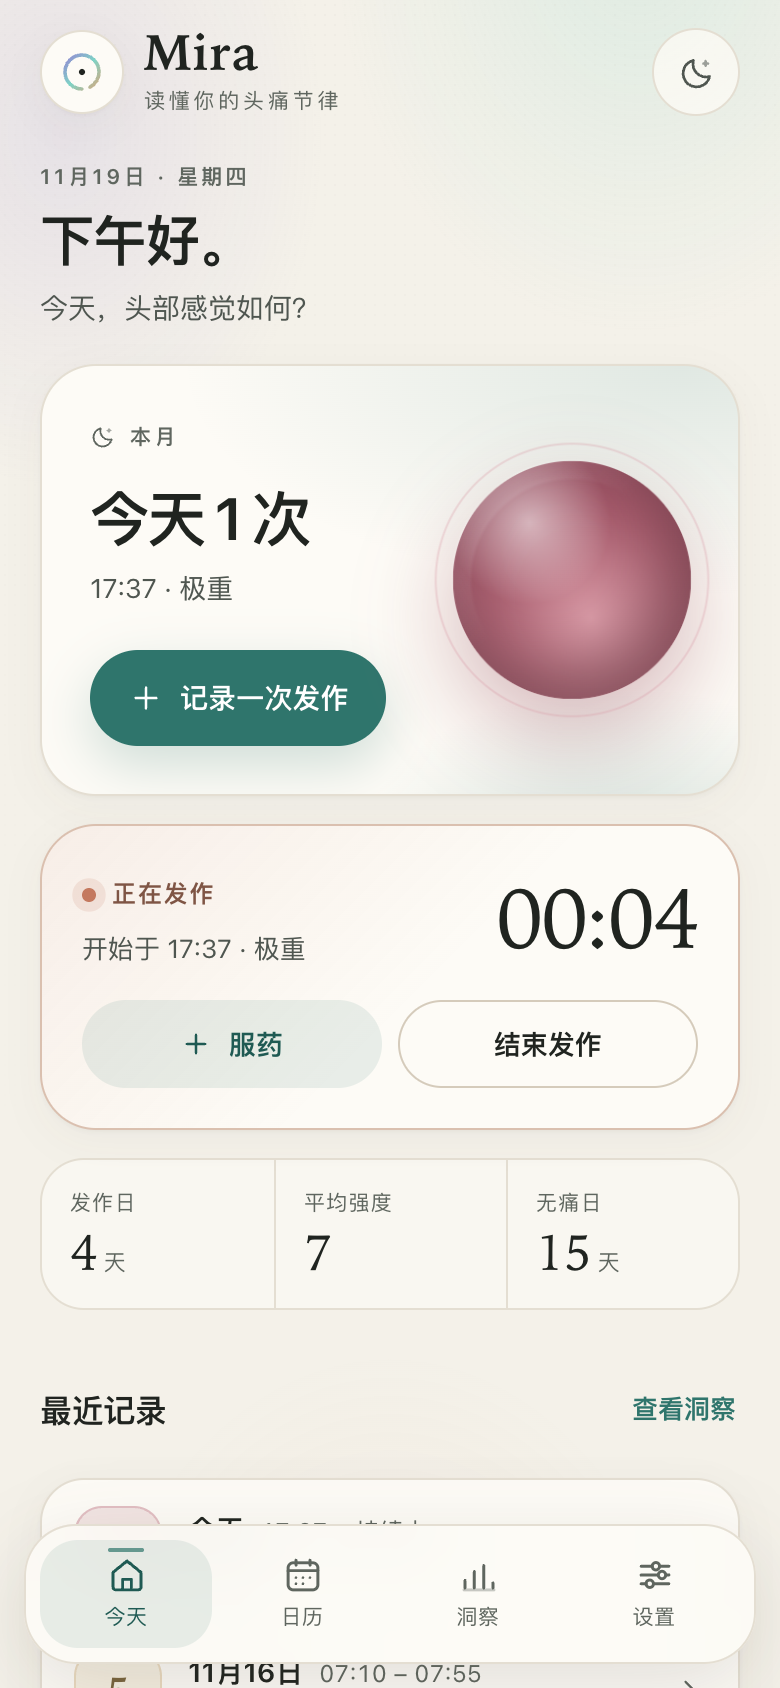 Mira
读懂你的头痛节律
11月19日 · 星期四
下午好。
今天，头部感觉如何?
本月
今天1次
17:37 · 极重
记录一次发作
正在发作
00:04
开始于 17:37 · 极重
服药
结束发作
发作日
平均强度
无痛日
4 天
7
15 天
最近记录
查看洞察
今天
日历
洞察
设置
11月16日 07:10 – 07:55